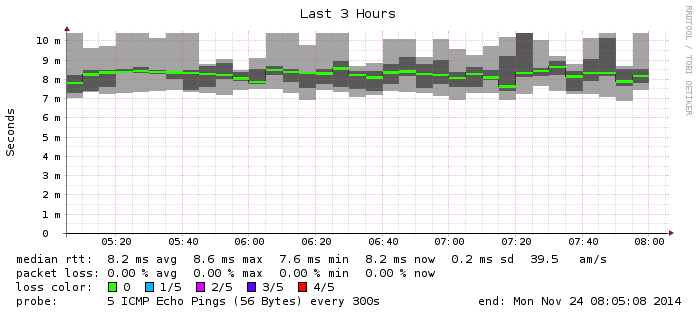 Last 3 Hours
RRDTOOL / TOBI OETIKER
Seconds
10 m
9 m
8 m
7 m
6 m
5 m
4 m
3 m
2 m
1 m
0
05:20 05:40 06:00 06:20 06:40 07:00 07:20 07:40 08:00
median rtt: 8.2 ms avg 8.6 ms max 7.6 ms min 8.2 ms now 0.2 ms sd 39.5 am/s
packet loss: 0.00 % avg 0.00 % max 0.00 % min 0.00 % now
loss color: 0 1/5 2/5 3/5 4/5
probe: 5 ICMP Echo Pings (56 Bytes) every 300s end: Mon Nov 24 08:05:08 2014